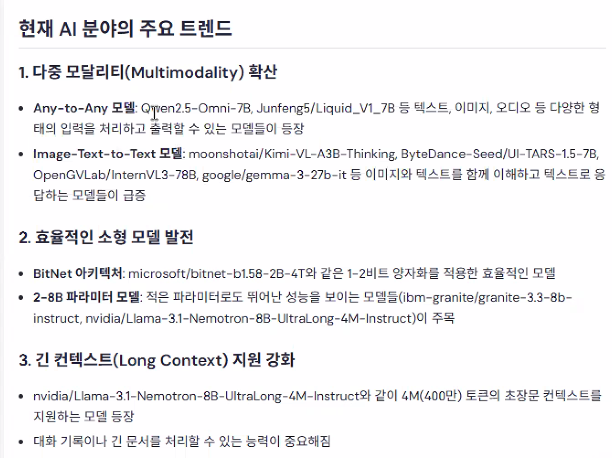 현재 AI 분야의 주요 트렌드
1. 다중 모달리티(Multimodality) 확산
• Any-to-Any 모델: Qwen2.5-Omni-7B, Junfeng5/Liquid_V1_7B 등 텍스트, 이미지, 오디오 등 다양한 형
태의 입력을 처리하고 출력할 수 있는 모델들이 등장
• Image-Text-to-Text 모델: moonshotai/Kimi-VL-A3B-Thinking, ByteDance-Seed/UI-TARS-1.5-7B,
OpenGVLab/InternVL3-78B, google/gemma-3-27b-it 등 이미지와 텍스트를 함께 이해하고 텍스트로 응
답하는 모델들이 급증
2. 효율적인 소형 모델 발전
• BitNet 아키텍처: microsoft/bitnet-b1.58-2B-4T와 같은 1-2비트 양자화를 적용한 효율적인 모델
• 2-8B 파라미터 모델: 적은 파라미터로도 뛰어난 성능을 보이는 모델들(ibm-granite/granite-3.3-8b-
instruct, nvidia/Llama-3.1-Nemotron-8B-UltraLong-4M-Instruct)이 주목
3. 긴 컨텍스트(Long Context) 지원 강화
• nvidia/Llama-3.1-Nemotron-8B-UltraLong-4M-Instruct와 같이 4M(400만) 토큰의 초장문 컨텍스트를
지원하는 모델 등장
• 대화 기록이나 긴 문서를 처리할 수 있는 능력이 중요해짐